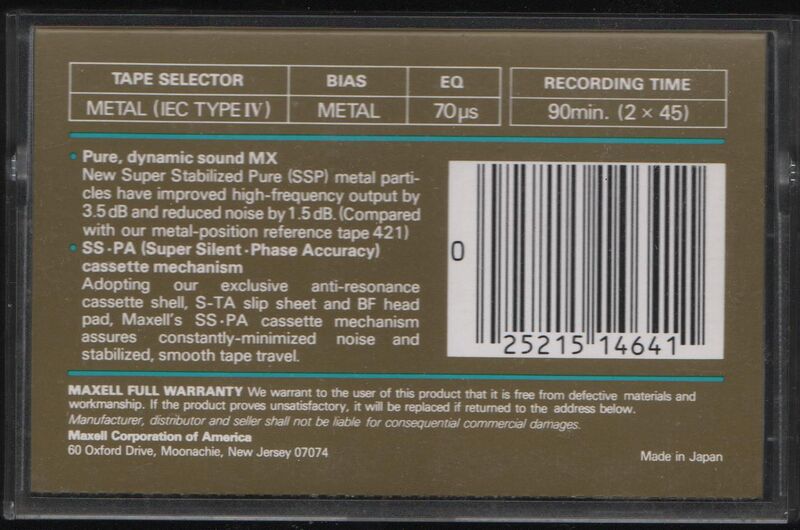 TAPE SELECTOR BIAS EQ RECORDING TIME
METAL (IEC TYPE IV) METAL 70µs 90min. (2 × 45)
• Pure, dynamic sound MX
New Super Stabilized Pure (SSP) metal parti-
cles have improved high-frequency output by
3.5 dB and reduced noise by 1.5 dB. (Compared
with our metal-position reference tape 421)
• SS·PA (Super Silent·Phase Accuracy)
cassette mechanism
Adopting our exclusive anti-resonance
cassette shell, S-TA slip sheet and BF head
pad, Maxell's SS·PA cassette mechanism
assures constantly-minimized noise and
stabilized, smooth tape travel.
0
25215 14641
MAXELL FULL WARRANTY We warrant to the user of this product that it is free from defective materials and
workmanship. If the product proves unsatisfactory, it will be replaced if returned to the address below.
Manufacturer, distributor and seller shall not be liable for consequential commercial damages.
Maxell Corporation of America
60 Oxford Drive, Moonachie, New Jersey 07074
Made in Japan